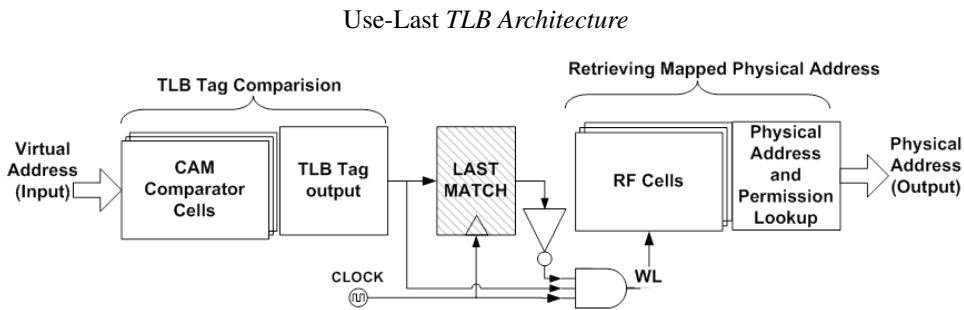 Use-Last TLB Architecture
TLB Tag Comparision
Retrieving Mapped Physical Address
Virtual
Address
(Input)
CAM
Comparator
Cells
TLB Tag
output
LAST
MATCH
RF Cells
Physical
Address
and
Permission
Lookup
Physical
Address
(Output)
CLOCK
WL